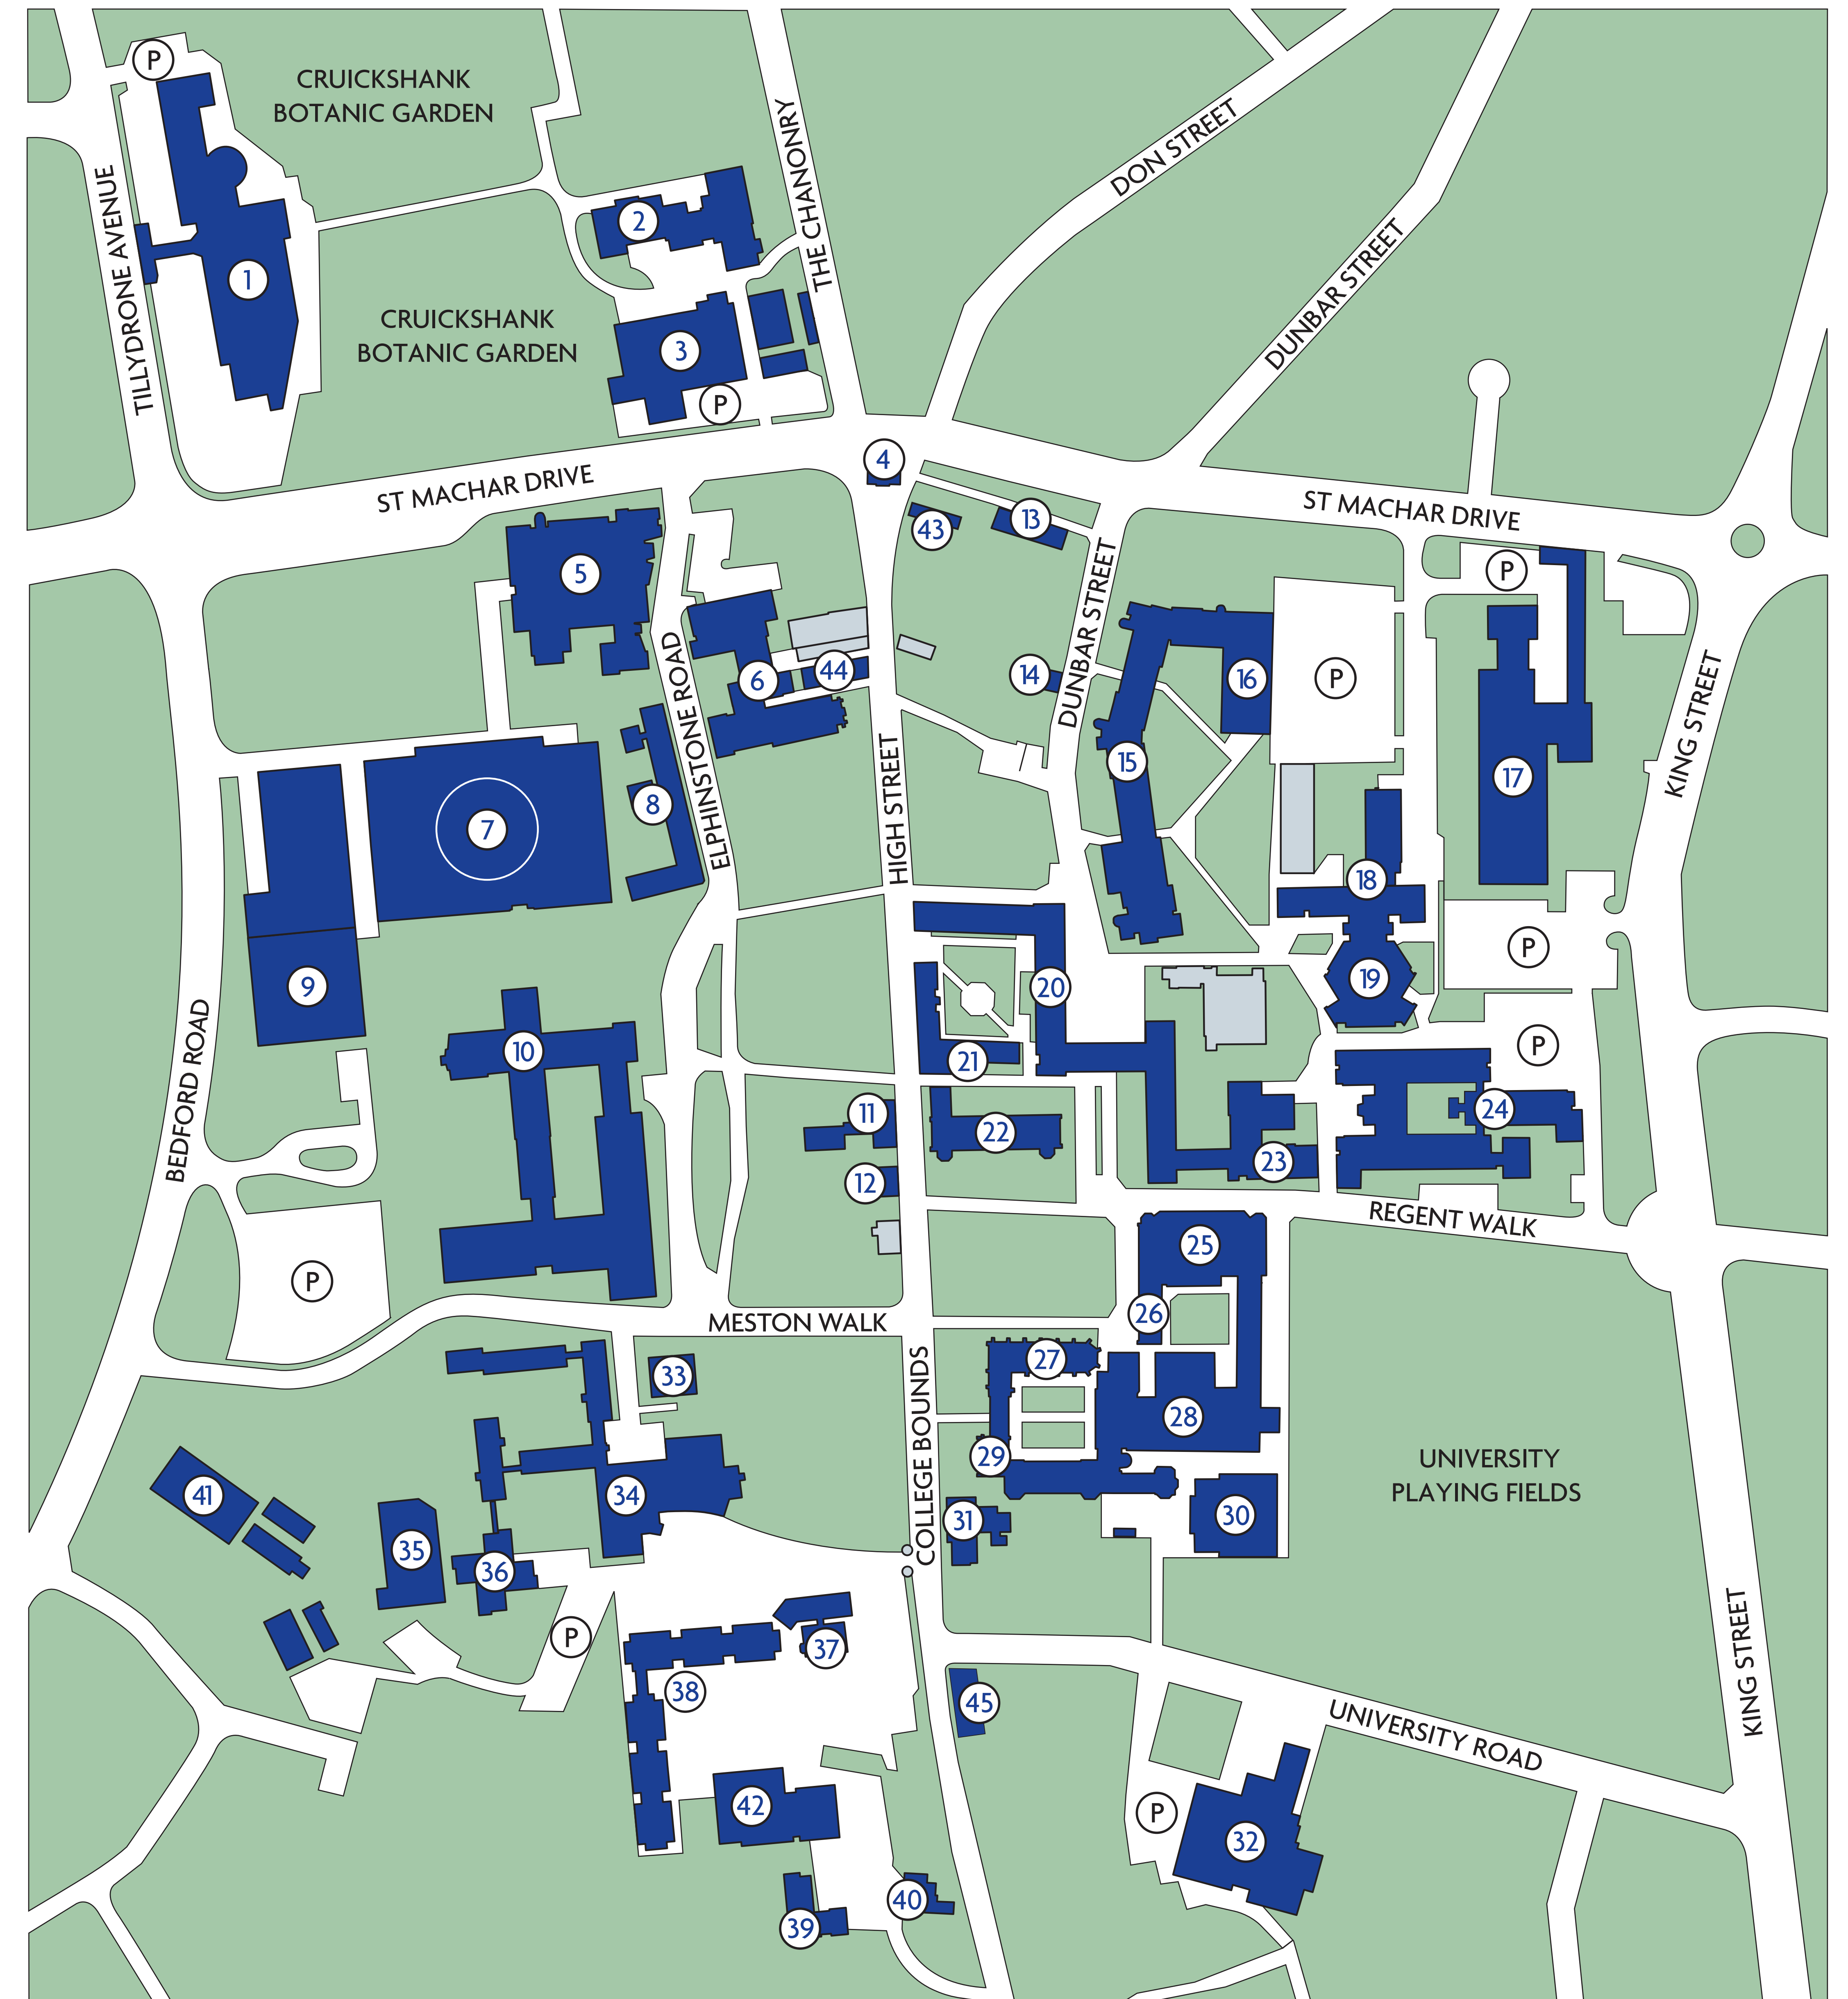 P
CRUICKSHANK
BOTANIC GARDEN
THE CHANONRY
DON STREET
TILLYDRONE AVENUE
2
1
DUNBAR STREET
CRUICKSHANK
BOTANIC GARDEN
3
P
4
ST MACHAR DRIVE
ST MACHAR DRIVE
43
13
5
P
DUNBAR STREET
ELPHINSTONE ROAD
6
44
14
16
P
KING STREET
15
17
7
8
HIGH STREET
18
P
9
20
19
10
BEDFORD ROAD
21
P
11
22
24
12
23
REGENT WALK
P
25
26
MESTON WALK
33
27
COLLEGE BOUNDS
28
29
UNIVERSITY
PLAYING FIELDS
41
34
31
30
35
36
P
37
38
45
KING STREET
UNIVERSITY ROAD
42
P
32
40
39